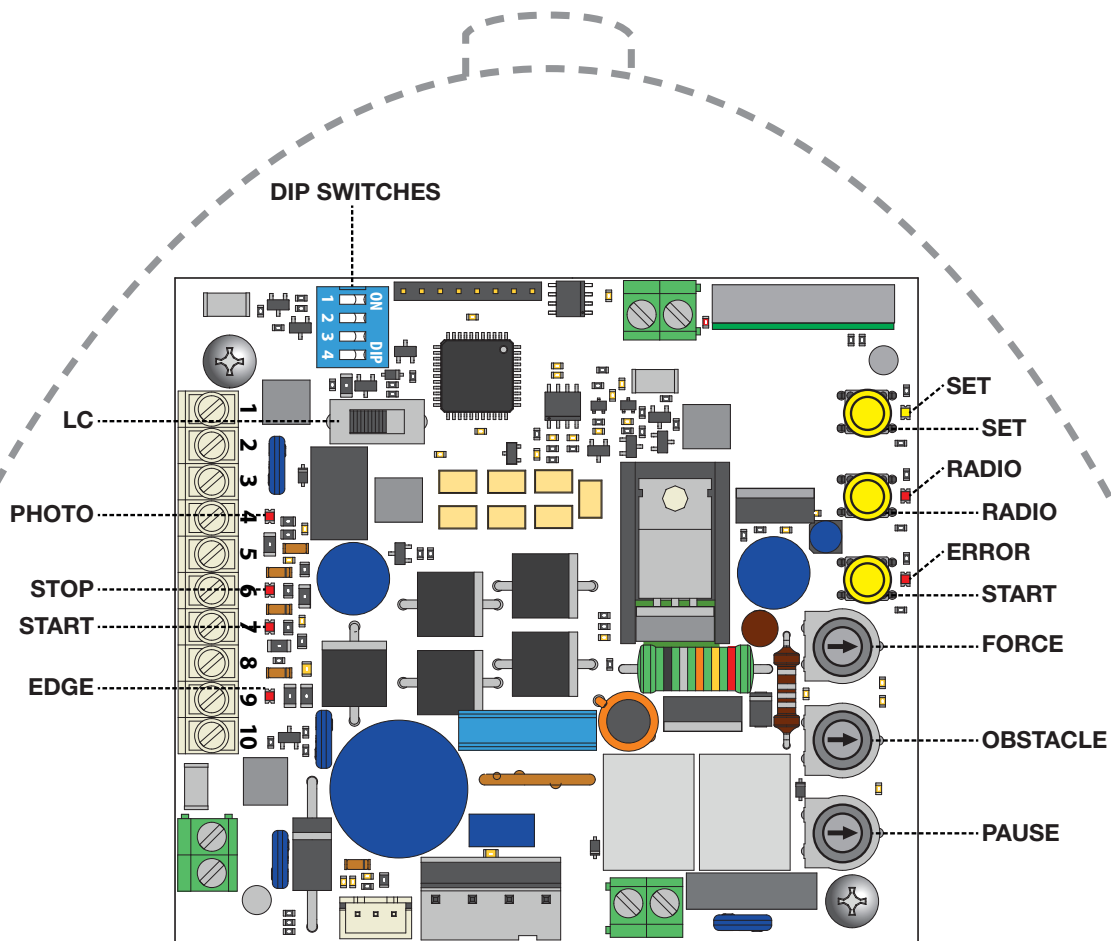 DIP SWITCHES
ON
DIP
1
2
3
4
LC
1
2
3
4
5
6
7
8
9
10
PHOTO
STOP
START
EDGE
SET
SET
RADIO
RADIO
ERROR
START
FORCE
OBSTACLE
PAUSE